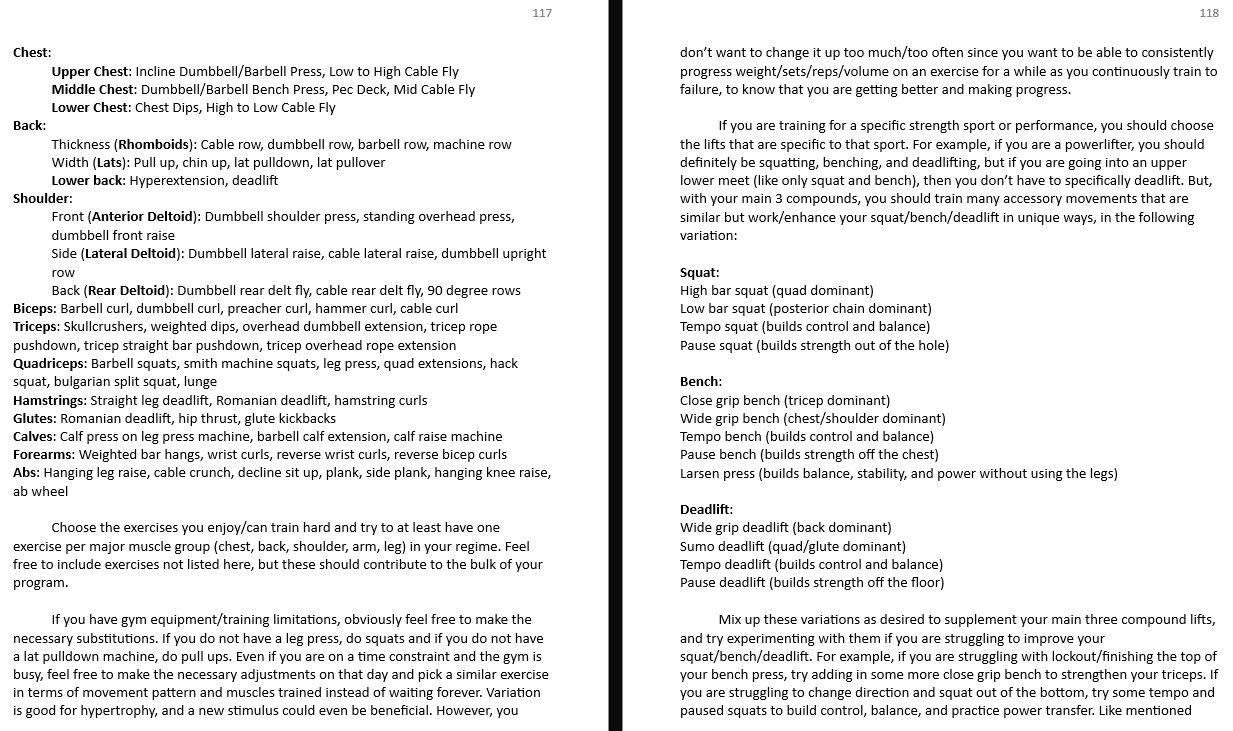 117
Chest:
Upper Chest: Incline Dumbbell/Barbell Press, Low to High Cable Fly
Middle Chest: Dumbbell/Barbell Bench Press, Pec Deck, Mid Cable Fly
Lower Chest: Chest Dips, High to Low Cable Fly
Back:
Thickness (Rhomboids): Cable row, dumbbell row, barbell row, machine row
Width (Lats): Pull up, chin up, lat pulldown, lat pullover
Lower back: Hyperextension, deadlift
Shoulder:
Front (Anterior Deltoid): Dumbbell shoulder press, standing overhead press,
dumbbell front raise
Side (Lateral Deltoid): Dumbbell lateral raise, cable lateral raise, dumbbell upright
row
Back (Rear Deltoid): Dumbbell rear delt fly, cable rear delt fly, 90 degree rows
Biceps: Barbell curl, dumbbell curl, preacher curl, hammer curl, cable curl
Triceps: Skullcrushers, weighted dips, overhead dumbbell extension, tricep rope
pushdown, tricep straight bar pushdown, tricep overhead rope extension
Quadriceps: Barbell squats, smith machine squats, leg press, quad extensions, hack
squat, bulgarian split squat, lunge
Hamstrings: Straight leg deadlift, Romanian deadlift, hamstring curls
Glutes: Romanian deadlift, hip thrust, glute kickbacks
Calves: Calf press on leg press machine, barbell calf extension, calf raise machine
Forearms: Weighted bar hangs, wrist curls, reverse wrist curls, reverse bicep curls
Abs: Hanging leg raise, cable crunch, decline sit up, plank, side plank, hanging knee raise,
ab wheel
Choose the exercises you enjoy/can train hard and try to at least have one
exercise per major muscle group (chest, back, shoulder, arm, leg) in your regime. Feel
free to include exercises not listed here, but these should contribute to the bulk of your
program.
If you have gym equipment/training limitations, obviously feel free to make the
necessary substitutions. If you do not have a leg press, do squats and if you do not have
a lat pulldown machine, do pull ups. Even if you are on a time constraint and the gym is
busy, feel free to make the necessary adjustments on that day and pick a similar exercise
in terms of movement pattern and muscles trained instead of waiting forever. Variation
is good for hypertrophy, and a new stimulus could even be beneficial. However, you
118
don’t want to change it up too much/too often since you want to be able to consistently
progress weight/sets/reps/volume on an exercise for a while as you continuously train to
failure, to know that you are getting better and making progress.
If you are training for a specific strength sport or performance, you should choose
the lifts that are specific to that sport. For example, if you are a powerlifter, you should
definitely be squatting, benching, and deadlifting, but if you are going into an upper
lower meet (like only squat and bench), then you don’t have to specifically deadlift. But,
with your main 3 compounds, you should train many accessory movements that are
similar but work/enhance your squat/bench/deadlift in unique ways, in the following
variation:
Squat:
High bar squat (quad dominant)
Low bar squat (posterior chain dominant)
Tempo squat (builds control and balance)
Pause squat (builds strength out of the hole)
Bench:
Close grip bench (tricep dominant)
Wide grip bench (chest/shoulder dominant)
Tempo bench (builds control and balance)
Pause bench (builds strength off the chest)
Larsen press (builds balance, stability, and power without using the legs)
Deadlift:
Wide grip deadlift (back dominant)
Sumo deadlift (quad/glute dominant)
Tempo deadlift (builds control and balance)
Pause deadlift (builds strength off the floor)
Mix up these variations as desired to supplement your main three compound lifts,
and try experimenting with them if you are struggling to improve your
squat/bench/deadlift. For example, if you are struggling with lockout/finishing the top of
your bench press, try adding in some more close grip bench to strengthen your triceps. If
you are struggling to change direction and squat out of the bottom, try some tempo and
paused squats to build control, balance, and practice power transfer. Like mentioned